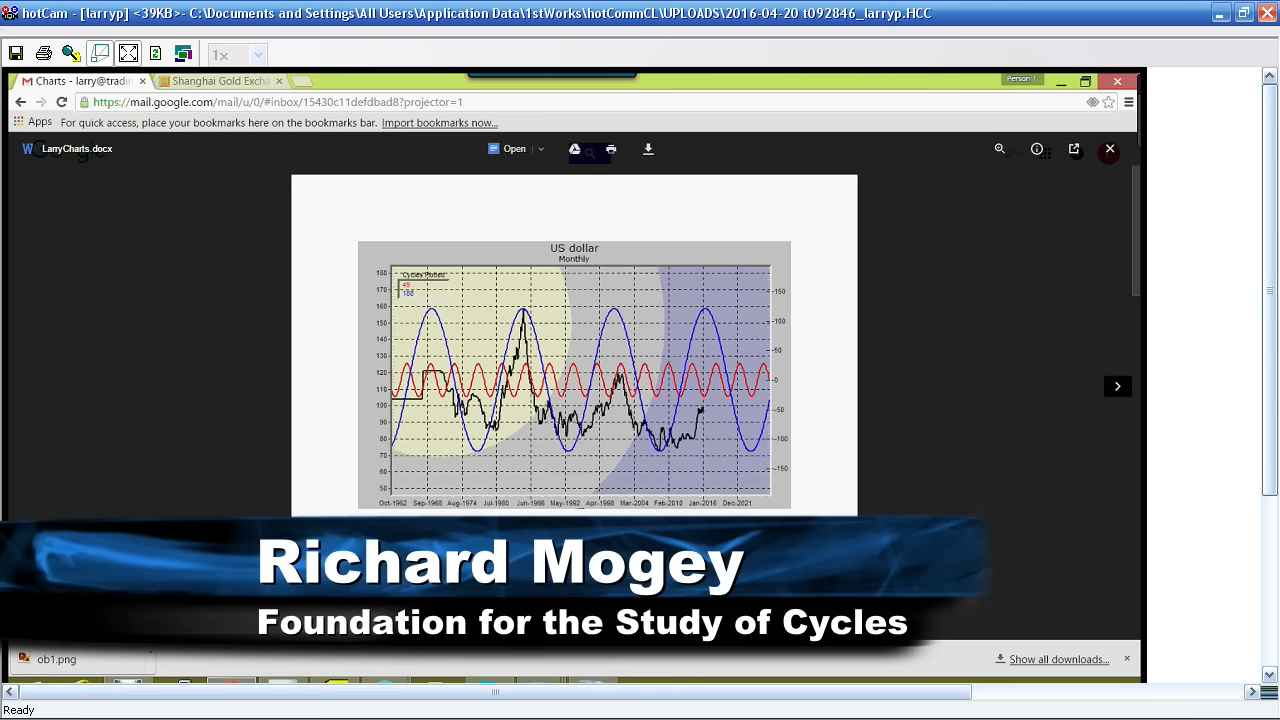 hotCam - [larryp] <39KB>- C:\Documents and Settings\All Users\Application Data\1stWorks\hotCommCL\UPLOADS\2016-04-20 t092846_larryp.HCC
1x
Charts - larry@tradin
Shanghai Gold Excha
Person 1
https://mail.google.com/mail/u/0/#inbox/15430c11defdbad8?projector=1
Apps For quick access, place your bookmarks here on the bookmarks bar. Import bookmarks now...
W LarryCharts.docx
Open
US dollar
Monthly
Cycles Plotted
49
188
180
170
160
150
140
130
120
110
100
90
80
70
60
50
150
100
50
0
-50
-100
-150
Oct-1962 Sep-1968 Aug-1974 Jul-1980 Jun-1986 May-1992 Apr-1998 Mar-2004 Feb-2010 Jan-2016 Dec-2021
Richard Mogey
Foundation for the Study of Cycles
ob1.png
Show all downloads...
Ready